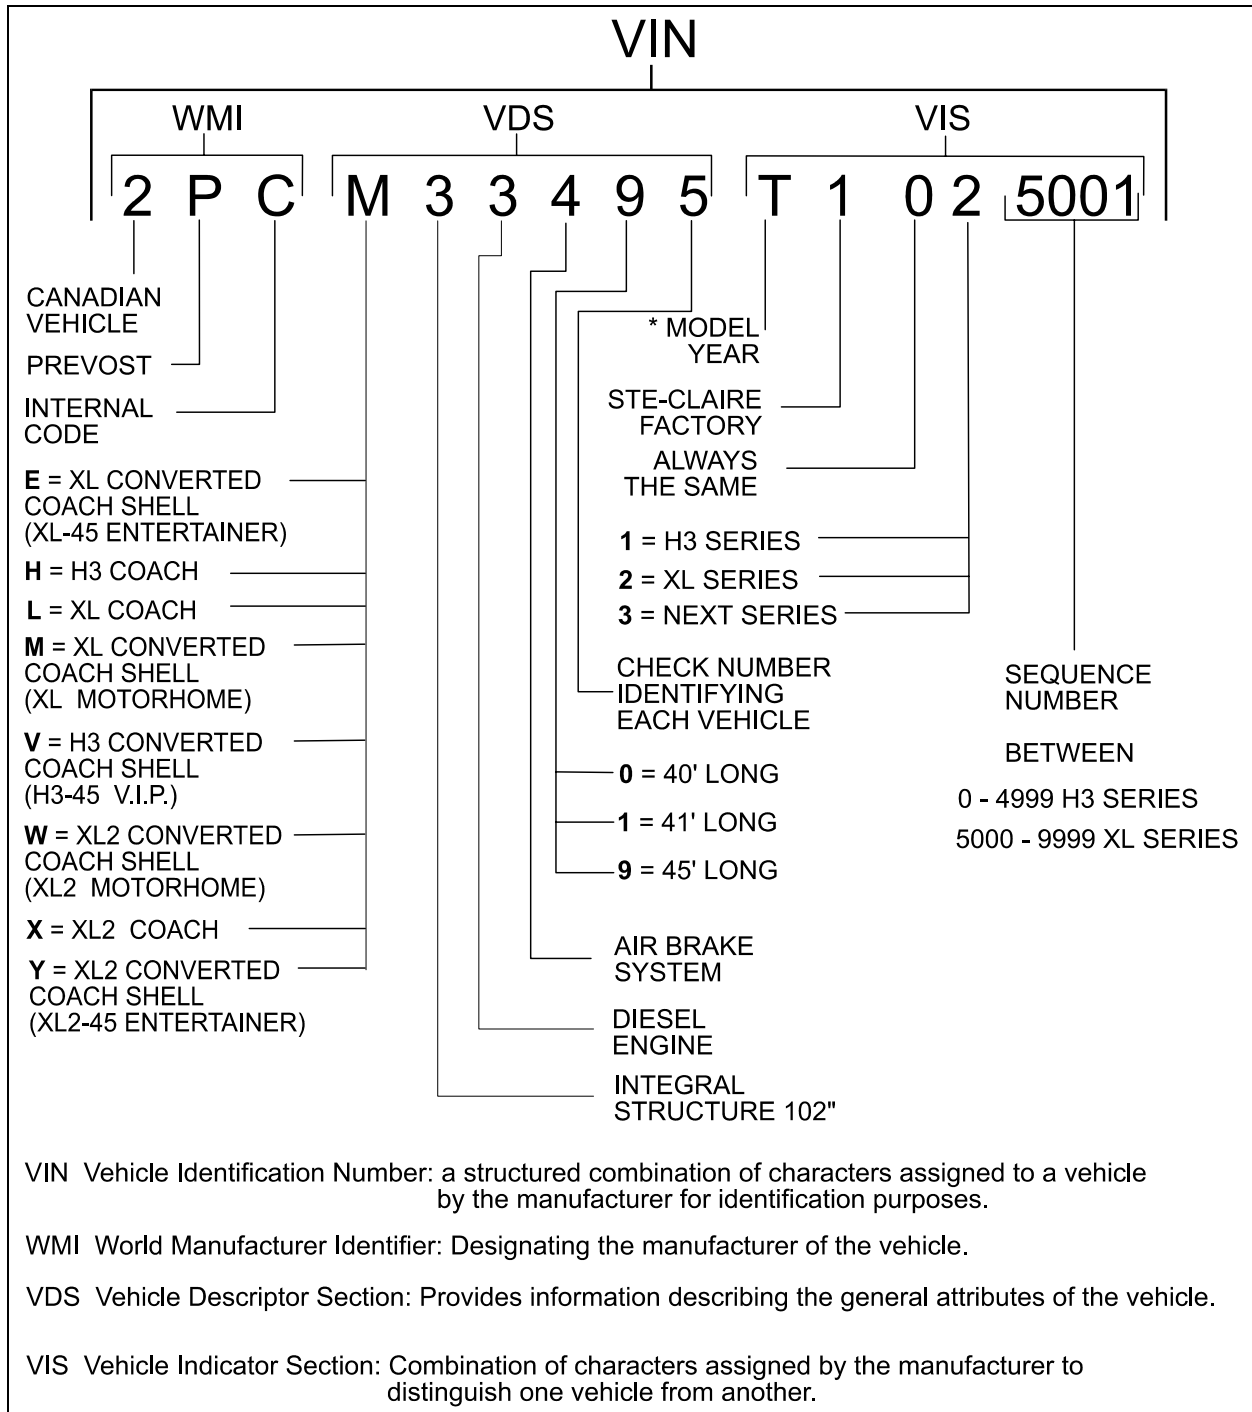 VIN
WMI VDS VIS
2 P C M 3 3 4 9 5 T 1 0 2 5001
CANADIAN
VEHICLE
PREVOST
INTERNAL
CODE
E = XL CONVERTED
COACH SHELL
(XL-45 ENTERTAINER)
H = H3 COACH
L = XL COACH
M = XL CONVERTED
COACH SHELL
(XL MOTORHOME)
V = H3 CONVERTED
COACH SHELL
(H3-45 V.I.P.)
W = XL2 CONVERTED
COACH SHELL
(XL2 MOTORHOME)
X = XL2 COACH
Y = XL2 CONVERTED
COACH SHELL
(XL2-45 ENTERTAINER)
* MODEL
YEAR
STE-CLAIRE
FACTORY
ALWAYS
THE SAME
1 = H3 SERIES
2 = XL SERIES
3 = NEXT SERIES
CHECK NUMBER
IDENTIFYING
EACH VEHICLE
0 = 40' LONG
1 = 41' LONG
9 = 45' LONG
AIR BRAKE
SYSTEM
DIESEL
ENGINE
INTEGRAL
STRUCTURE 102"
SEQUENCE
NUMBER
BETWEEN
0 - 4999 H3 SERIES
5000 - 9999 XL SERIES
VIN Vehicle Identification Number: a structured combination of characters assigned to a vehicle
by the manufacturer for identification purposes.
WMI World Manufacturer Identifier: Designating the manufacturer of the vehicle.
VDS Vehicle Descriptor Section: Provides information describing the general attributes of the vehicle.
VIS Vehicle Indicator Section: Combination of characters assigned by the manufacturer to
distinguish one vehicle from another.